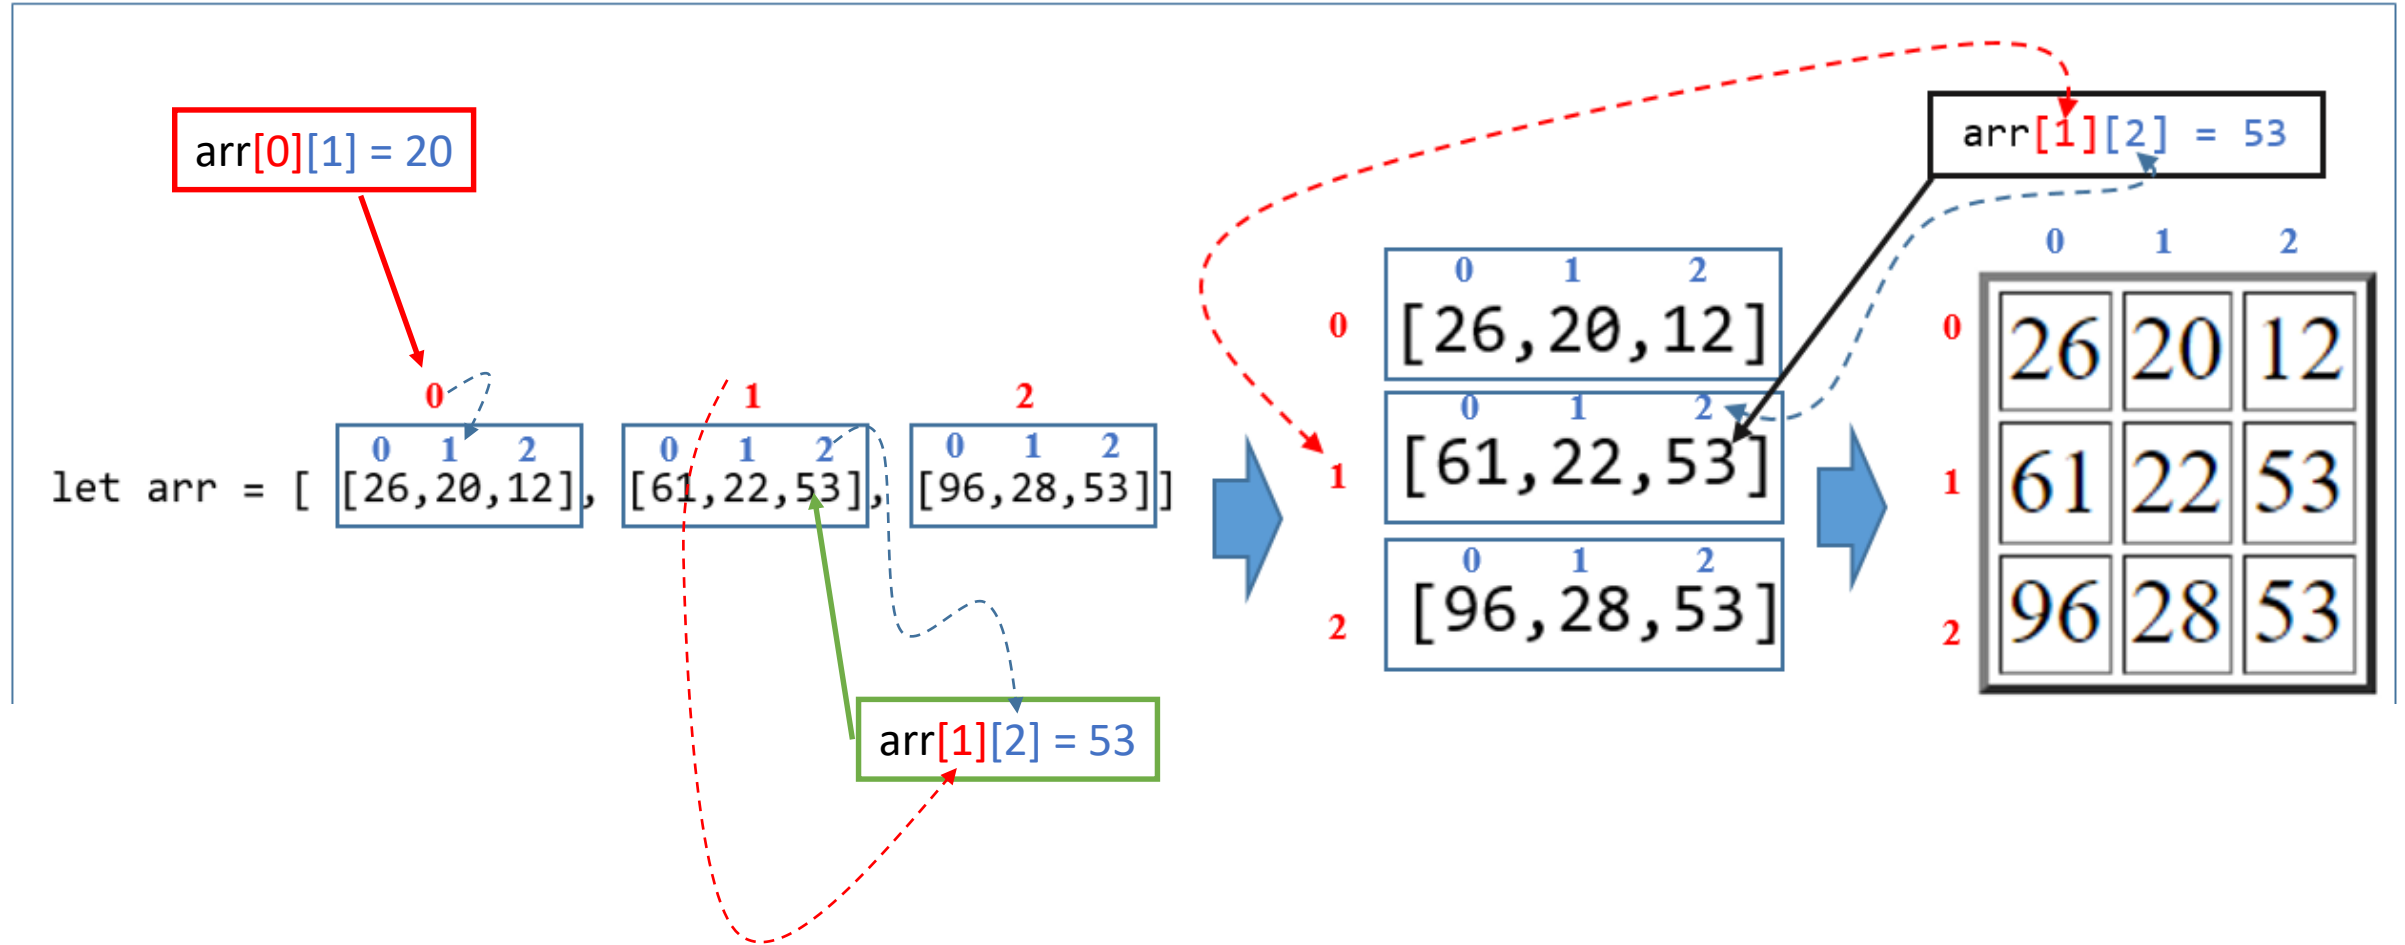 arr[0][1] = 20
0 1 2
0 1 2 0 1 2 0 1 2
let arr = [ [26,20,12], [61,22,53], [96,28,53]]
arr[1][2] = 53
0 1 2
0 [26,20,12]
0 1 2
1 [61,22,53]
0 1 2
2 [96,28,53]
arr[1][2] = 53
0 1 2
0 26 20 12
1 61 22 53
2 96 28 53